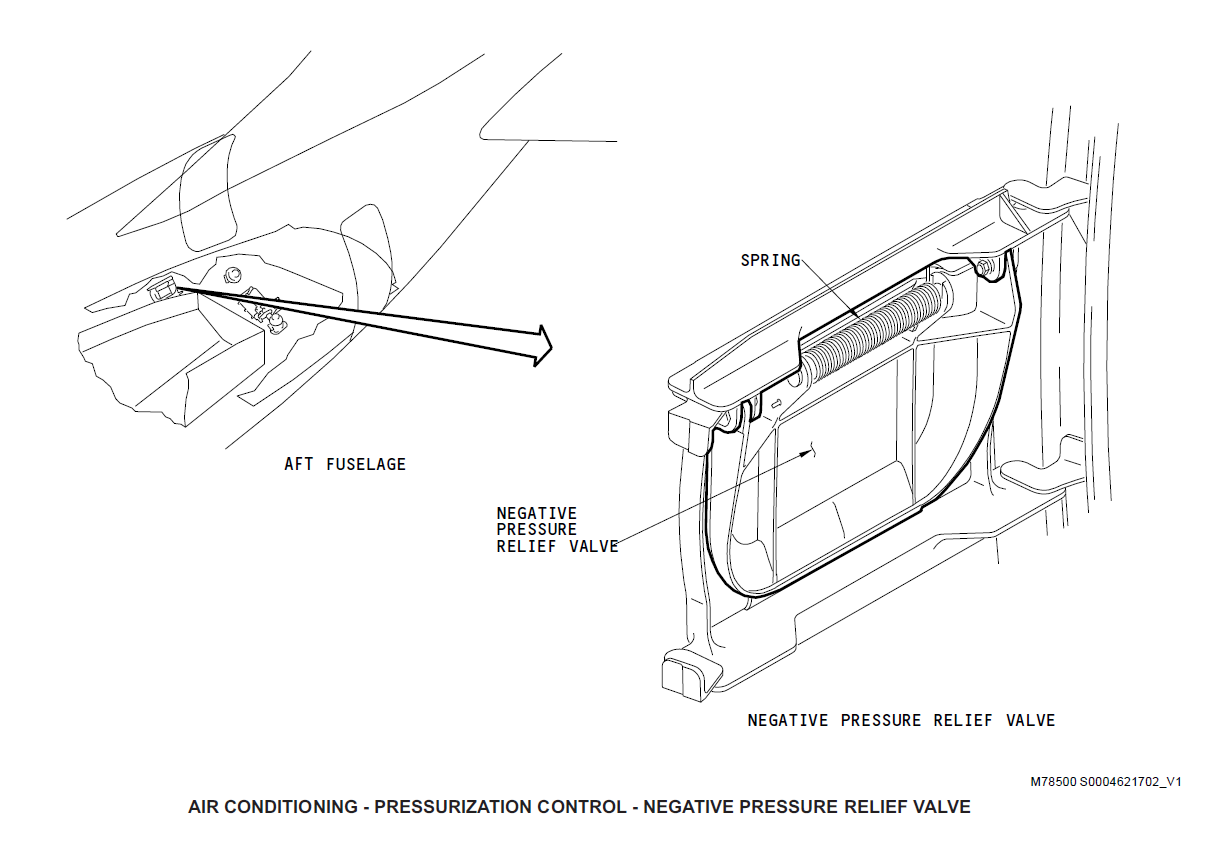 SPRING
AFT FUSELAGE
NEGATIVE
PRESSURE
RELIEF VALVE
NEGATIVE PRESSURE RELIEF VALVE
M78500 S0004621702_V1
AIR CONDITIONING - PRESSURIZATION CONTROL - NEGATIVE PRESSURE RELIEF VALVE